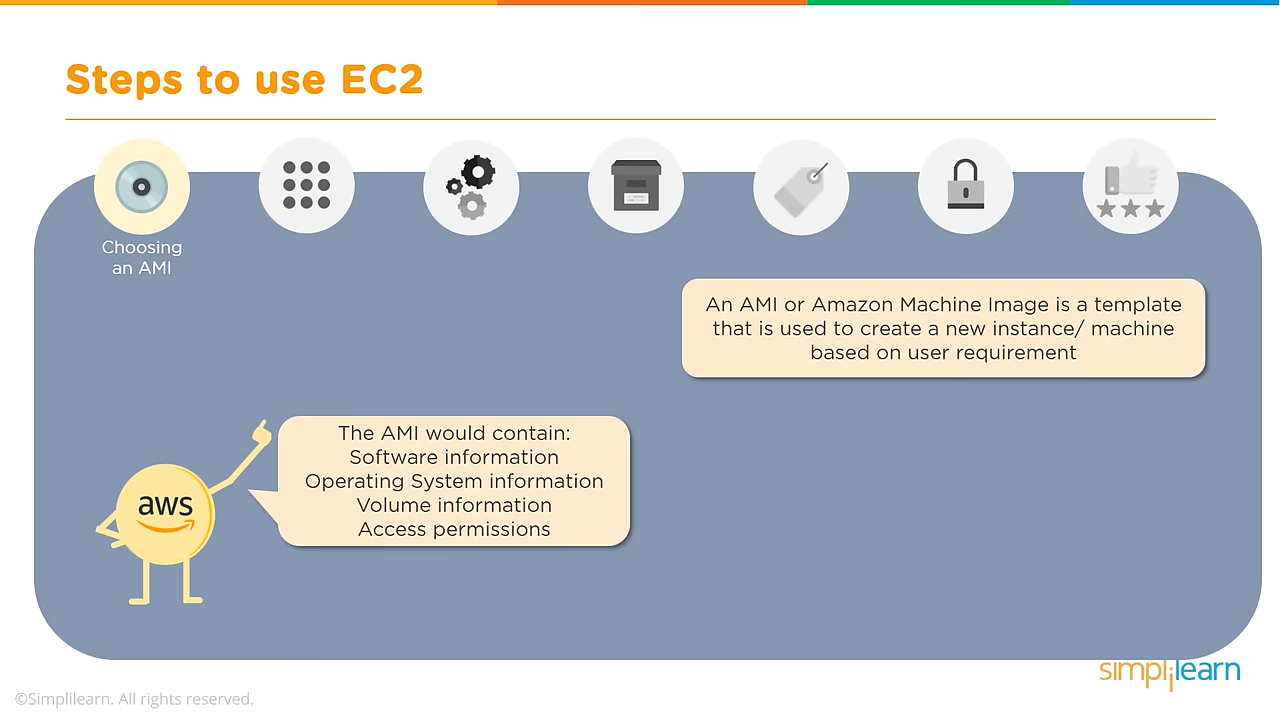 Steps to use EC2
Choosing
an AMI
An AMI or Amazon Machine Image is a template
that is used to create a new instance/ machine
based on user requirement
The AMI would contain:
Software information
Operating System information
Volume information
Access permissions
aws
simplilearn
©Simplilearn. All rights reserved.